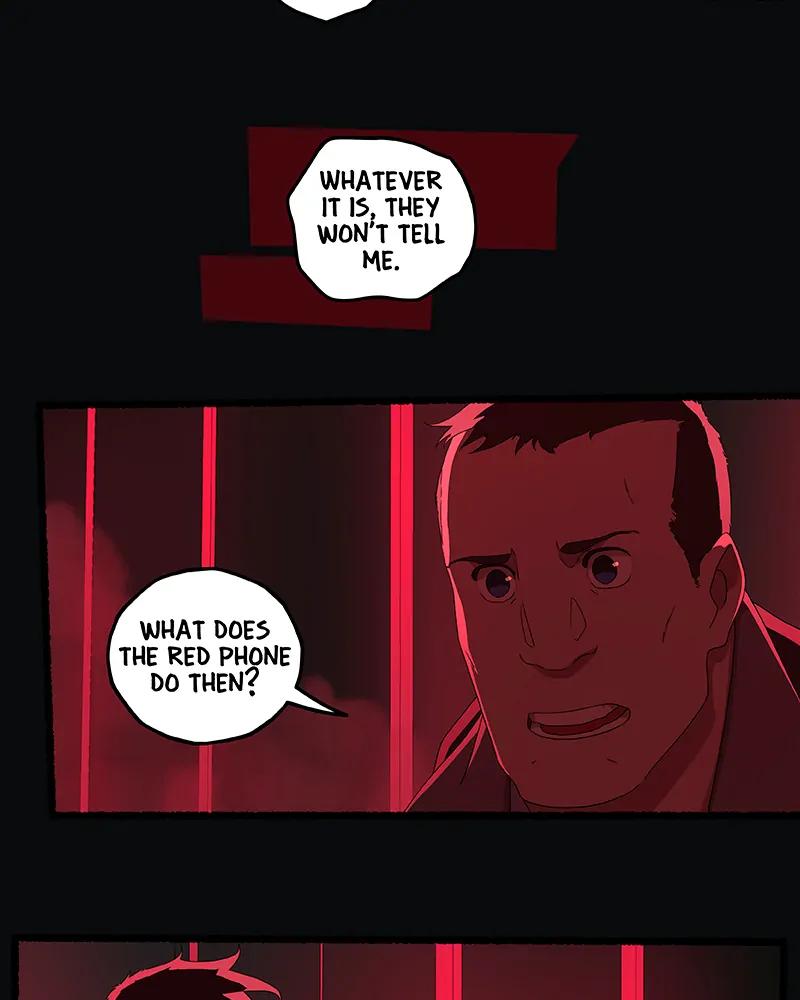 WHATEVER
IT IS, THEY
WON'T TELL
ME.
WHAT DOES
THE RED PHONE
DO THEN?